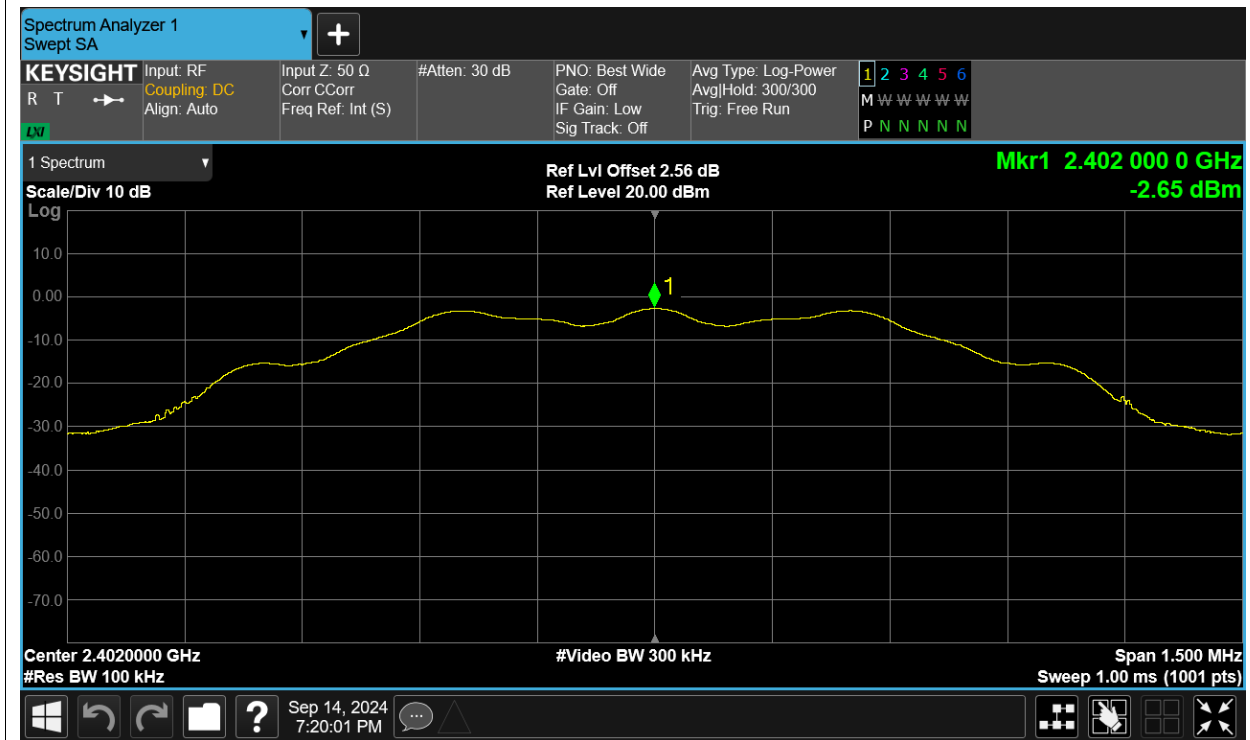 Spectrum Analyzer 1
Swept SA
KEYSIGHT
R T
LXI
Input: RF
Coupling: DC
Align: Auto
Input Z: 50 Ω
Corr CCorr
Freq Ref: Int (S)
#Atten: 30 dB
PNO: Best Wide
Gate: Off
IF Gain: Low
Sig Track: Off
Avg Type: Log-Power
Avg|Hold: 300/300
Trig: Free Run
1 2 3 4 5 6
M W W W W W
P N N N N N
1 Spectrum
Scale/Div 10 dB
Log
Ref Lvl Offset 2.56 dB
Ref Level 20.00 dBm
Mkr1 2.402 000 0 GHz
-2.65 dBm
10.0
0.00
-10.0
-20.0
-30.0
-40.0
-50.0
-60.0
-70.0
1
Center 2.4020000 GHz
#Res BW 100 kHz
#Video BW 300 kHz
Span 1.500 MHz
Sweep 1.00 ms (1001 pts)
?
Sep 14, 2024
7:20:01 PM